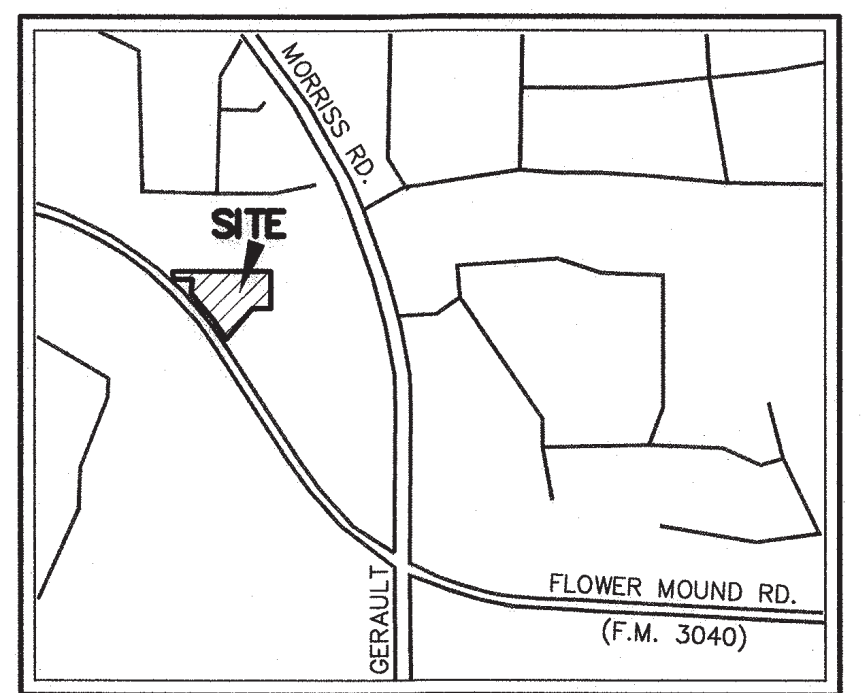 MORRISS RD.
SITE
FLOWER MOUND RD.
(F.M. 3040)
GERAULT